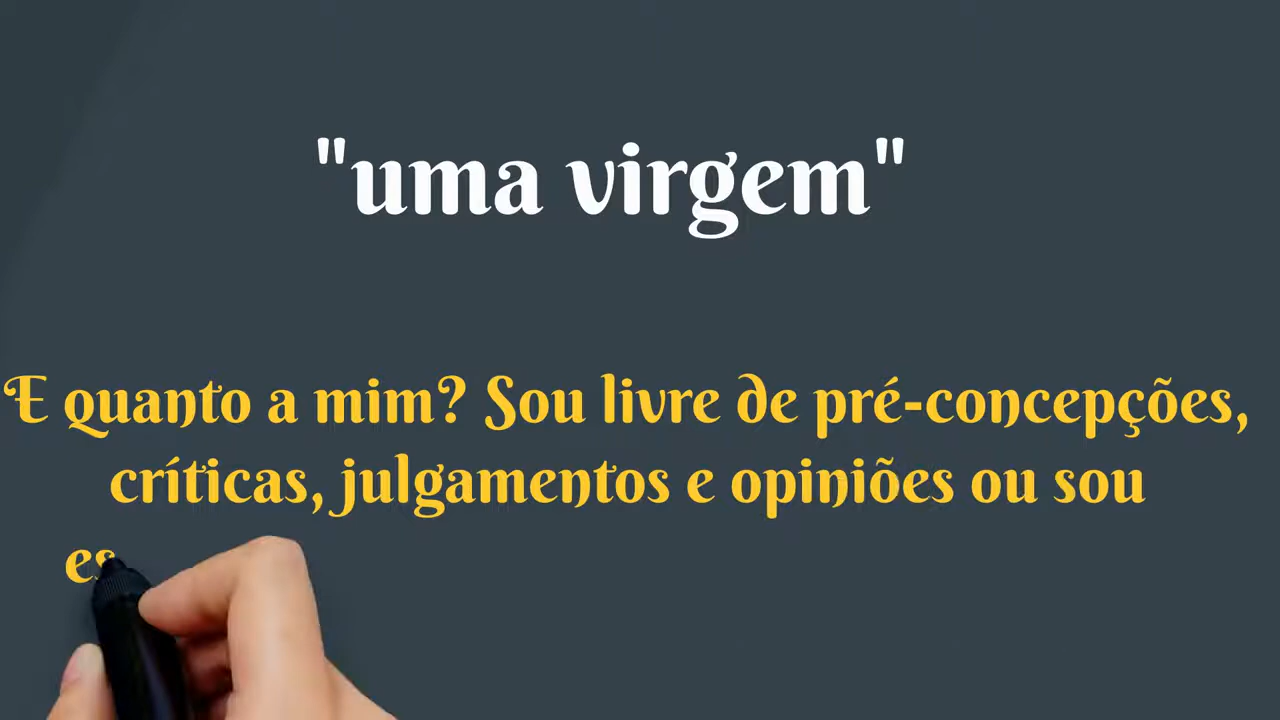 "uma virgem"
E quanto a mim? Sou livre de pré-concepções,
críticas, julgamentos e opiniões ou sou